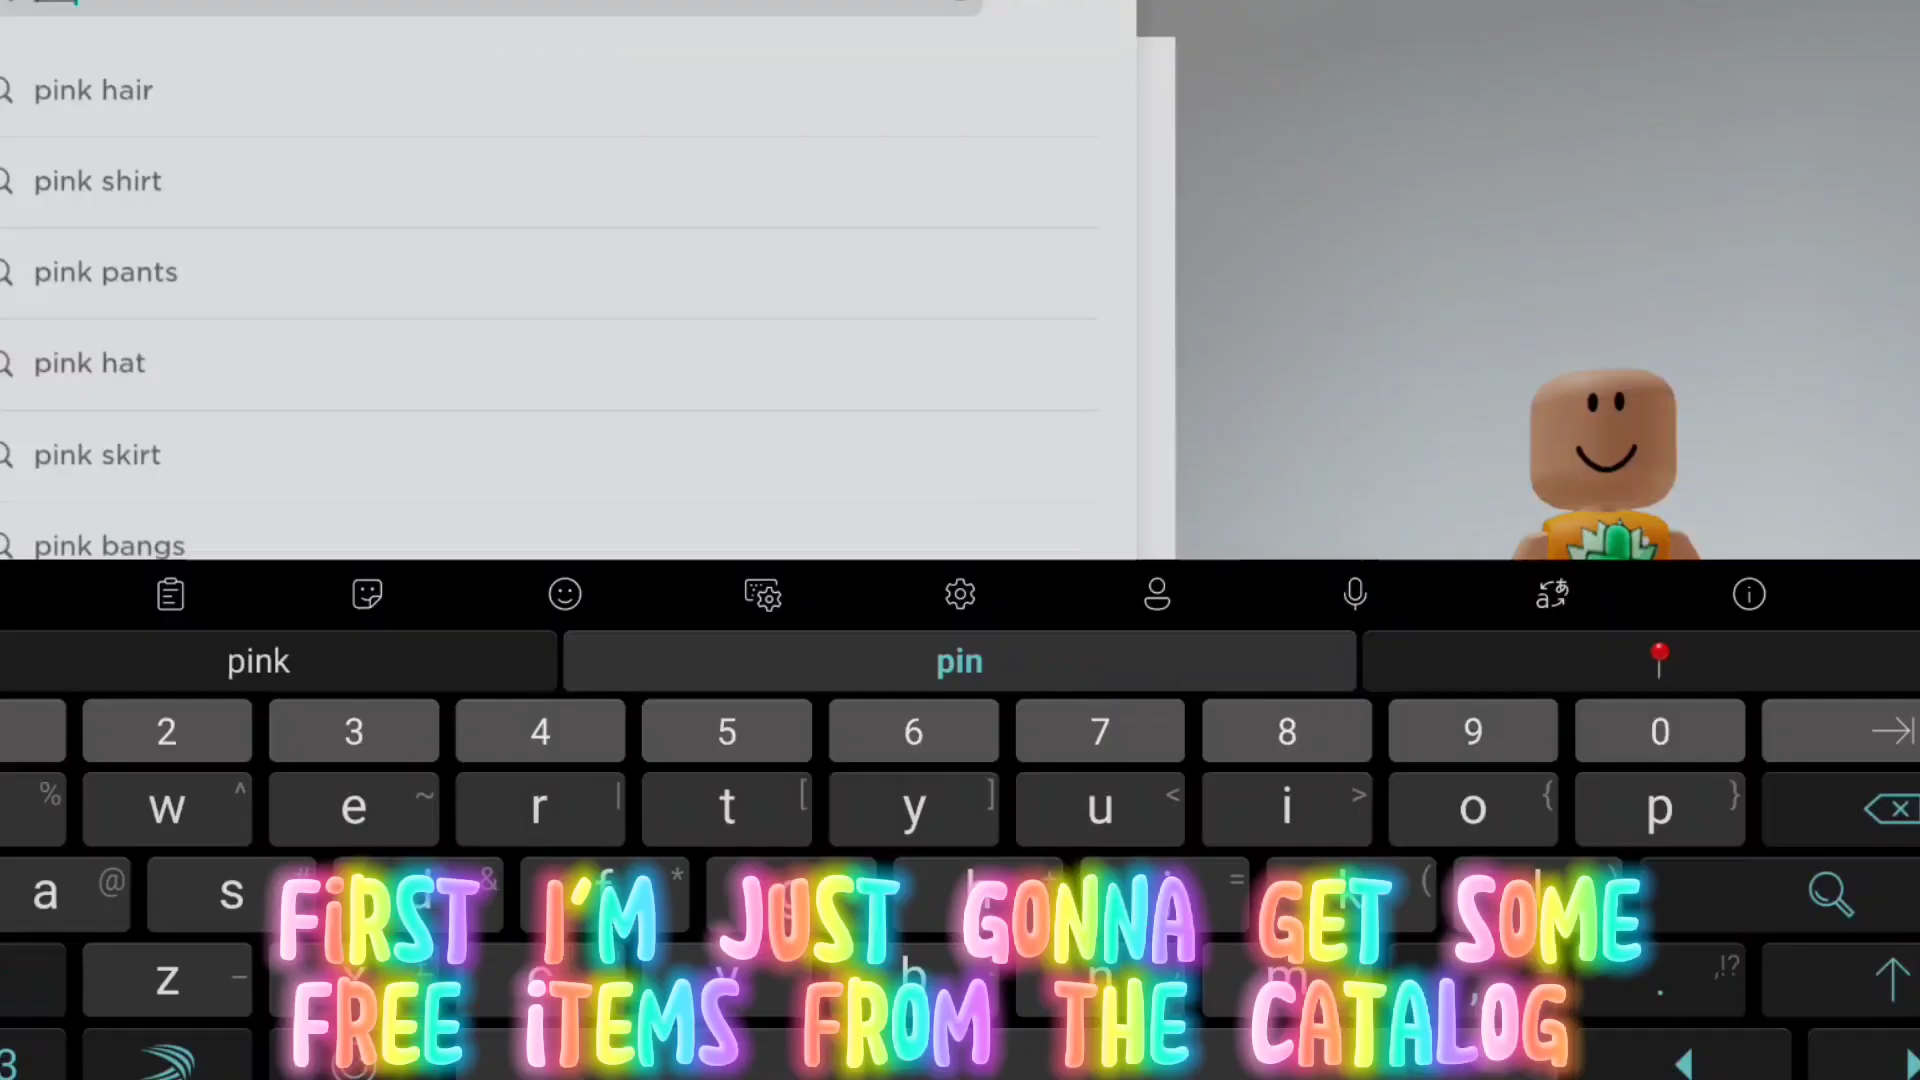 pink hair
pink shirt
pink pants
pink hat
pink skirt
pink bangs
pink pin
2 3 4 5 6 7 8 9 0
% w ^ e ~ r | t [ y ] u < i > o { p }
a @ s & * = (
z - b . ,!?
3
FiRST I'M JUST GONNA GET SOME
FREE iTEMS FROM THE CATALOG